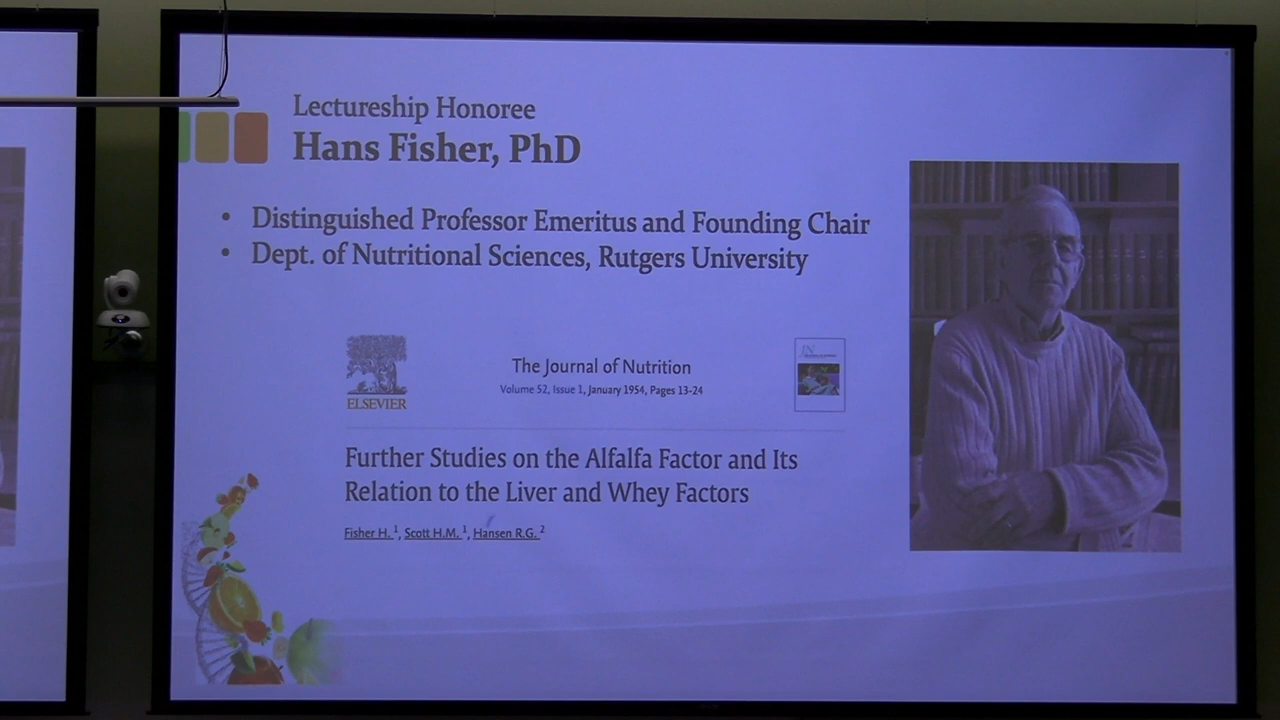 Lectureship Honoree
Hans Fisher, PhD
• Distinguished Professor Emeritus and Founding Chair
• Dept. of Nutritional Sciences, Rutgers University
ELSEVIER
The Journal of Nutrition
Volume 52, Issue 1, January 1954, Pages 13-24
Further Studies on the Alfalfa Factor and Its
Relation to the Liver and Whey Factors
Fisher H. 1, Scott H.M. 1, Hansen R.G. 2